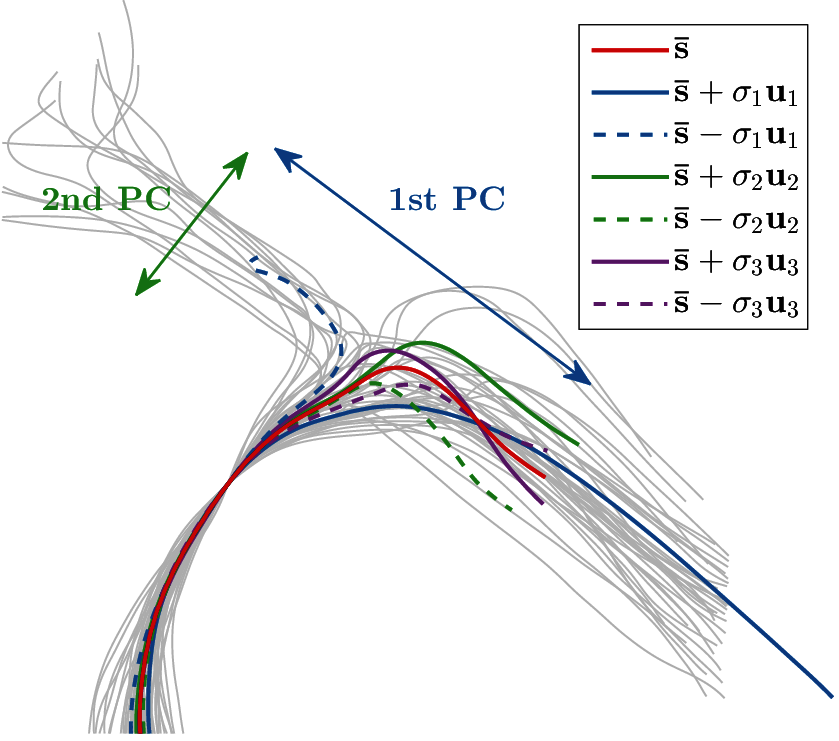 s̄
s̄ + σ₁u₁
s̄ − σ₁u₁
s̄ + σ₂u₂
s̄ − σ₂u₂
s̄ + σ₃u₃
s̄ − σ₃u₃
2nd PC
1st PC